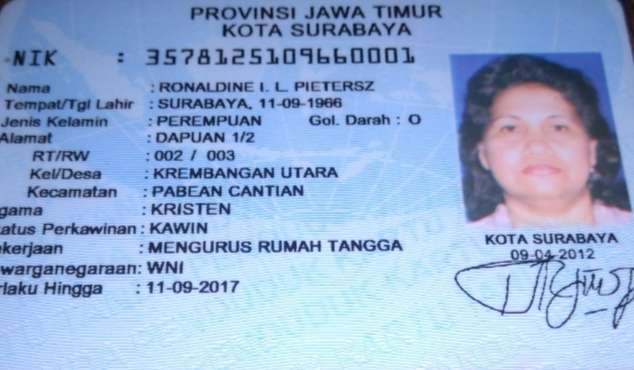 PROVINSI JAWA TIMUR
KOTA SURABAYA
NIK : 3578125109660001
Nama : RONALDINE I. L. PIETERSZ
Tempat/Tgl Lahir : SURABAYA, 11-09-1966
Jenis Kelamin : PEREMPUAN Gol. Darah : O
Alamat : DAPUAN 1/2
RT/RW : 002 / 003
Kel/Desa : KREMBANGAN UTARA
Kecamatan : PABEAN CANTIAN
gama : KRISTEN
tatus Perkawinan : KAWIN
ekerjaan : MENGURUS RUMAH TANGGA
ewarganegaraan: WNI
rlaku Hingga : 11-09-2017
KOTA SURABAYA
09-04-2012